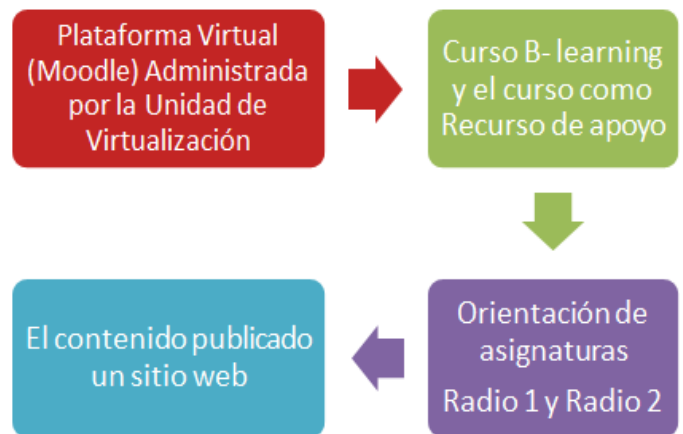 Plataforma Virtual
(Moodle) Administrada
por la Unidad de
Virtualización
Curso B- learning
y el curso como
Recurso de apoyo
Orientación de
asignaturas
Radio 1 y Radio 2
El contenido publicado
un sitio web